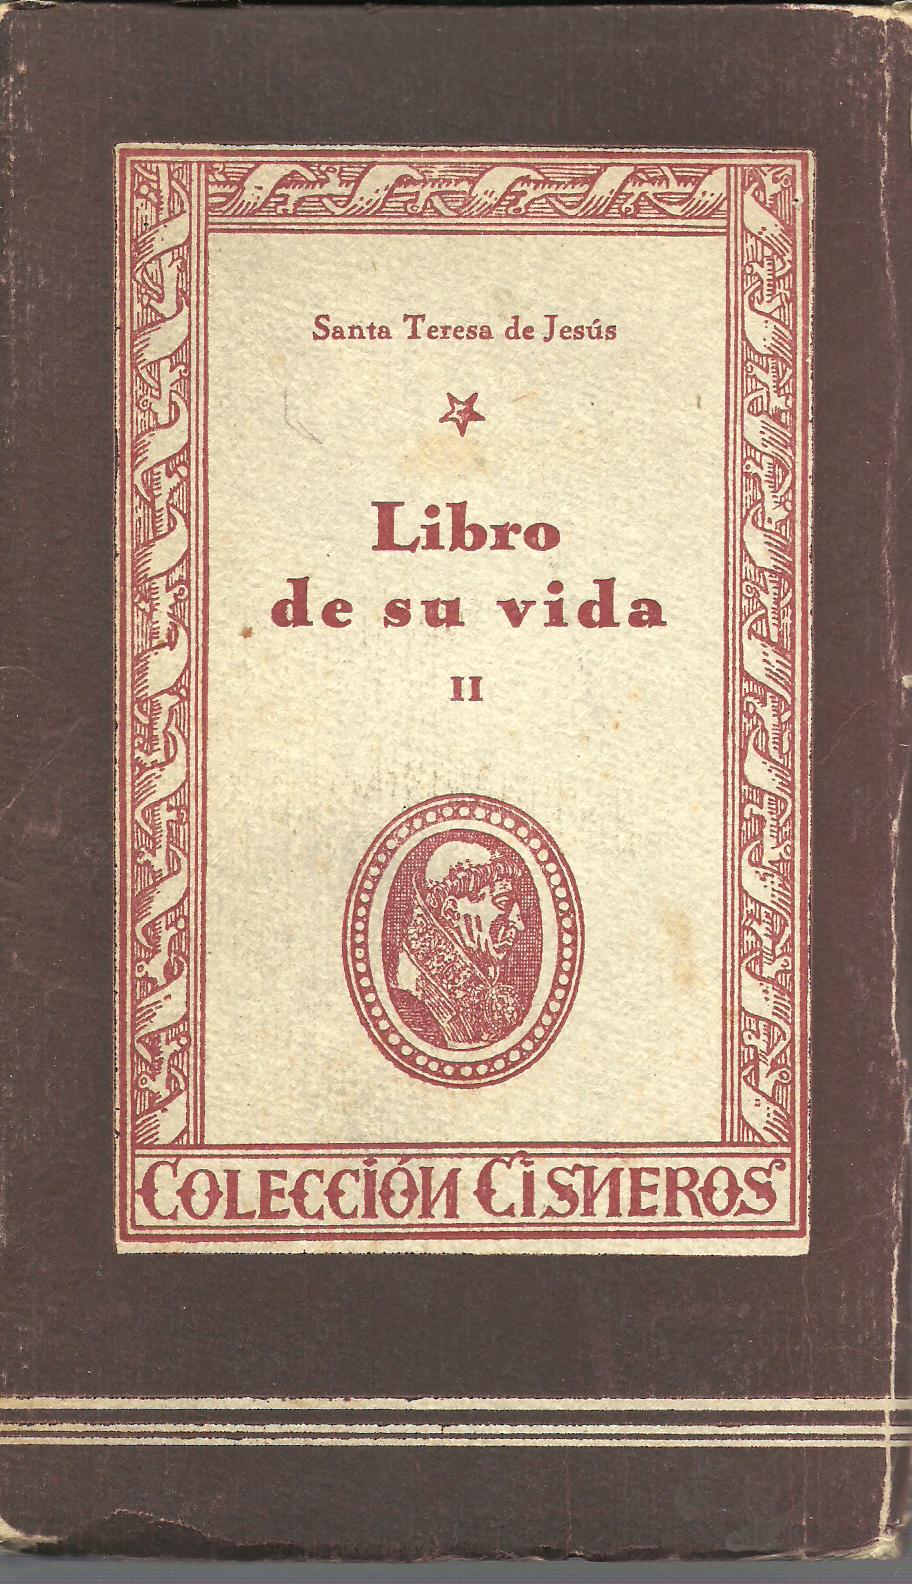 Santa Teresa de Jesús
Libro
de su vida
II
COLECCIÓN CISNEROS